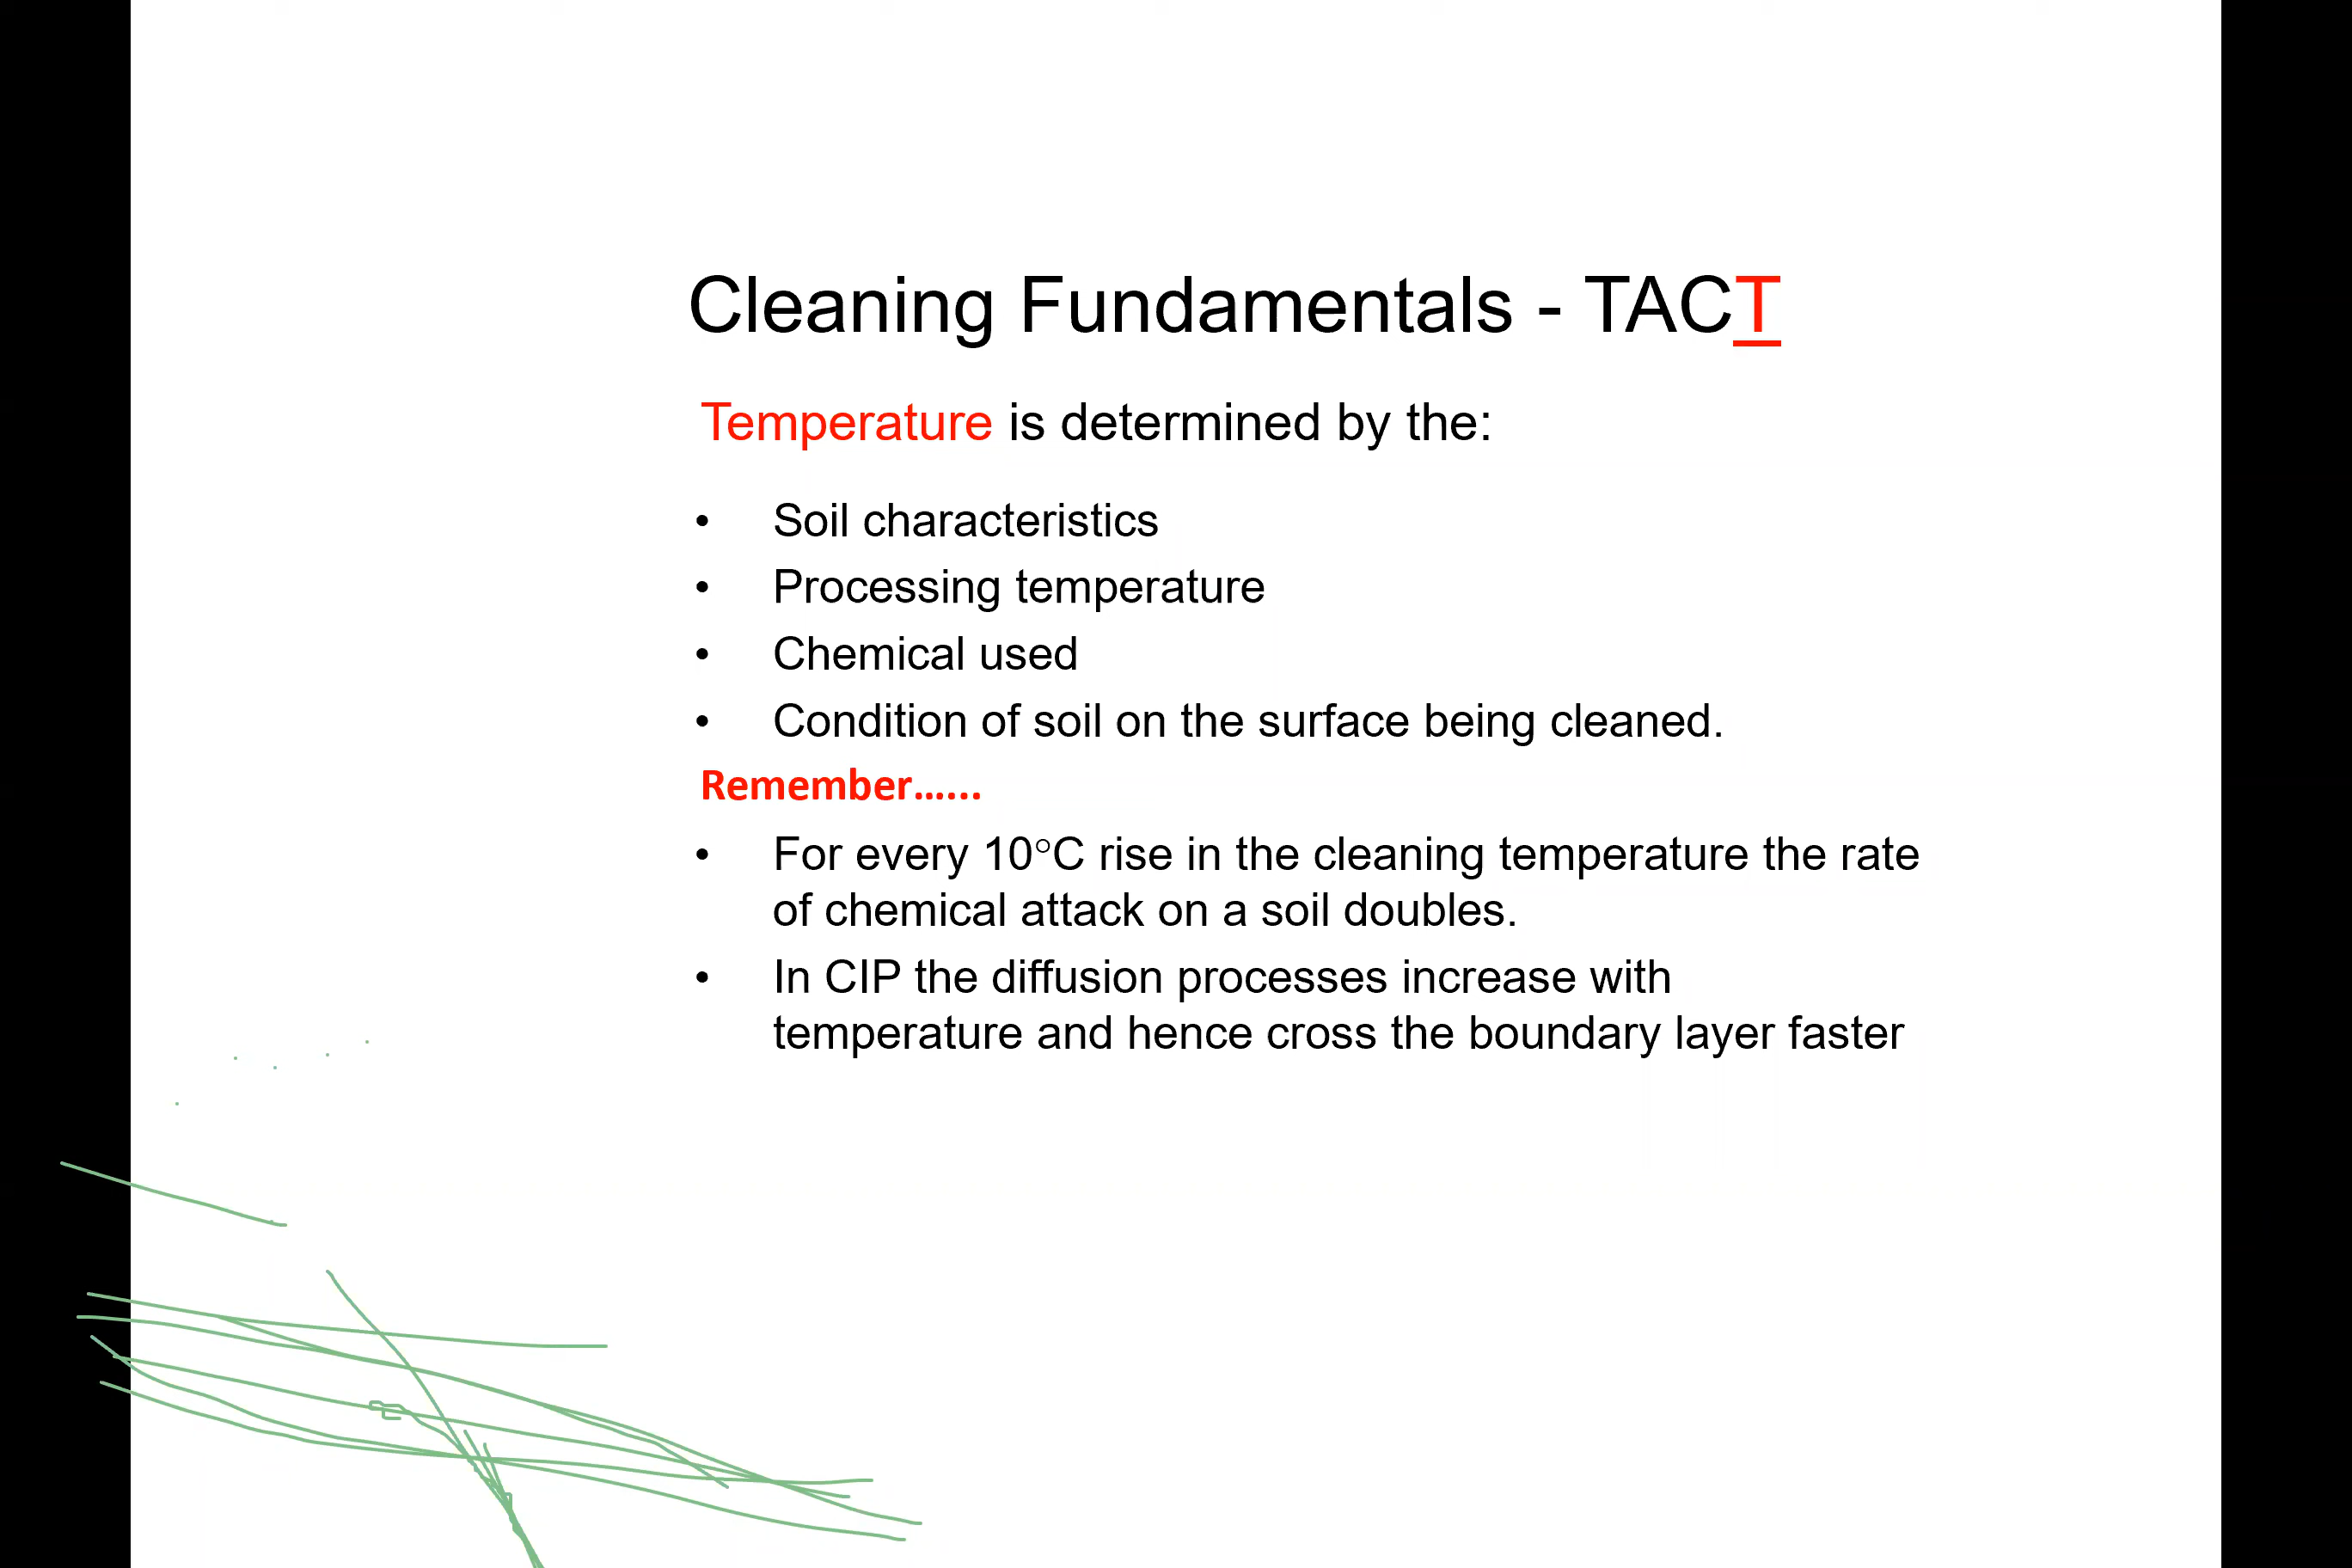 Cleaning Fundamentals - TACT
Temperature is determined by the:
• Soil characteristics
• Processing temperature
• Chemical used
• Condition of soil on the surface being cleaned.
Remember......
• For every 10°C rise in the cleaning temperature the rate
of chemical attack on a soil doubles.
• In CIP the diffusion processes increase with
temperature and hence cross the boundary layer faster